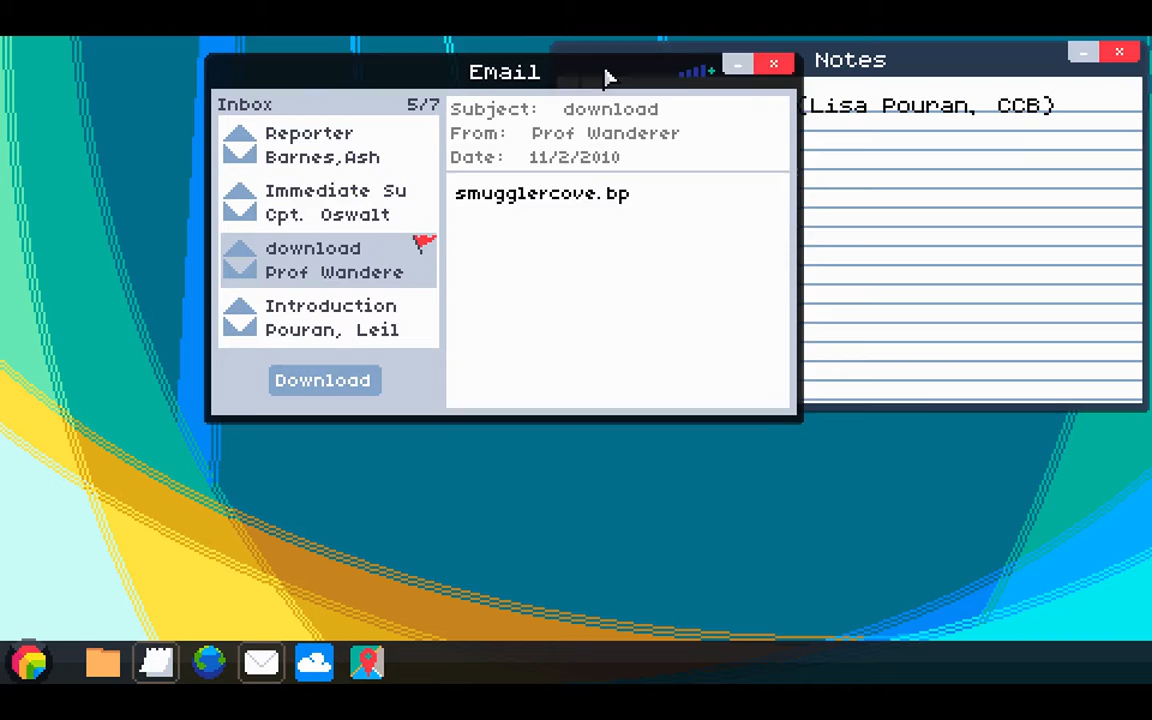 Email
Inbox 5/7
Reporter
Barnes,Ash
Immediate Su
Cpt. Oswalt
download
Prof Wandere
Introduction
Pouran, Leil
Download
Subject: download
From: Prof Wanderer
Date: 11/2/2010
smugglercove.bp
Notes
(Lisa Pouran, CCB)